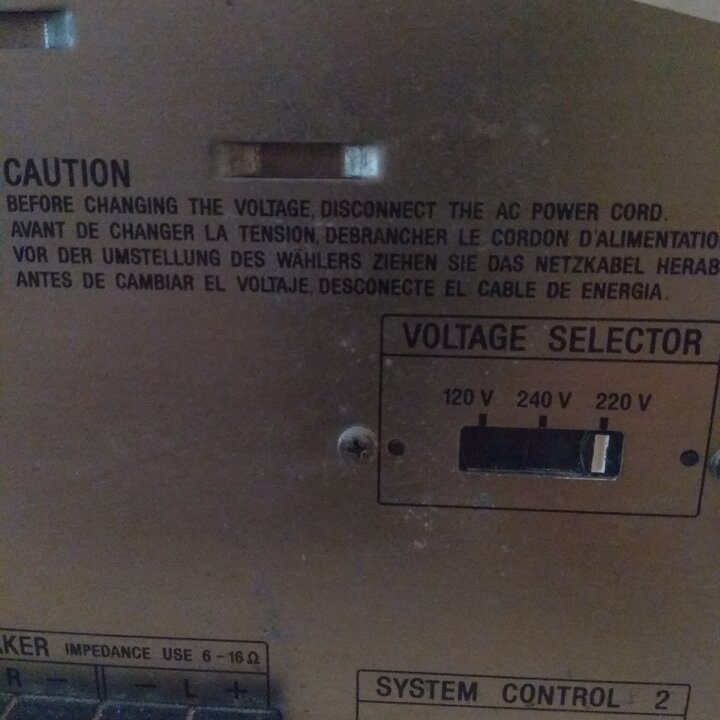 CAUTION
BEFORE CHANGING THE VOLTAGE, DISCONNECT THE AC POWER CORD.
AVANT DE CHANGER LA TENSION, DEBRANCHER LE CORDON D'ALIMENTATIO
VOR DER UMSTELLUNG DES WÄHLERS ZIEHEN SIE DAS NETZKABEL HERAB
ANTES DE CAMBIAR EL VOLTAJE, DESCONECTE EL CABLE DE ENERGIA.
VOLTAGE SELECTOR
120 V 240 V 220 V
AKER IMPEDANCE USE 6-16Ω
R - - L +
SYSTEM CONTROL 2